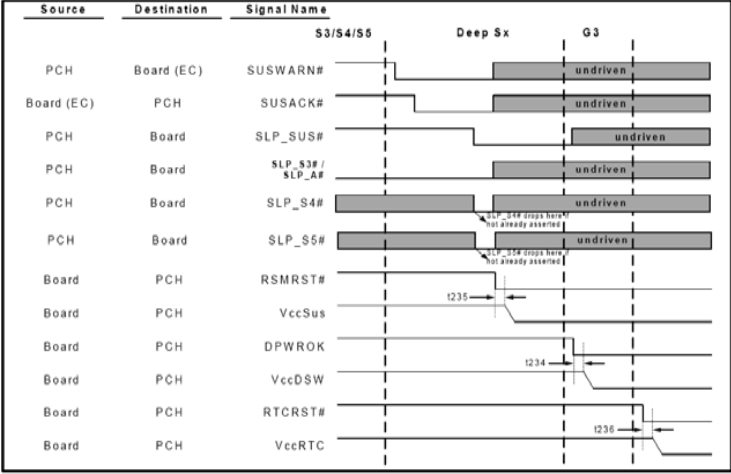 Source Destination Signal Name
S3/S4/S5 Deep Sx G3
PCH Board (EC) SUSWARN# undriven
Board (EC) PCH SUSACK# undriven
PCH Board SLP_SUS# undriven
PCH Board SLP_S3# / SLP_A# undriven
PCH Board SLP_S4# undriven
SLP_S4# drops here if
not already asserted
PCH Board SLP_S5# undriven
SLP_S5# drops here if
not already asserted
Board PCH RSMRST#
t235
Board PCH VccSus
Board PCH DPWROK
t234
Board PCH VccDSW
Board PCH RTCRST#
t236
Board PCH VccRTC